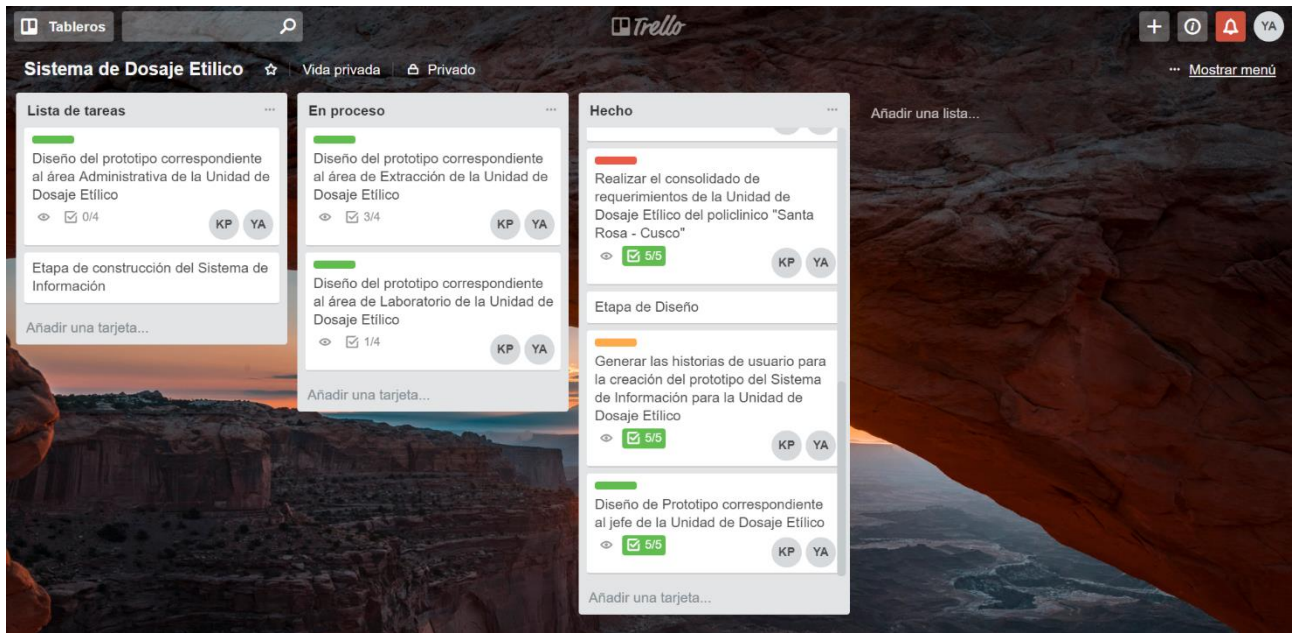 Tableros
Trello
YA
Sistema de Dosaje Etilico
Vida privada
Privado
... Mostrar menú
Lista de tareas
Diseño del prototipo correspondiente
al área Administrativa de la Unidad de
Dosaje Etílico
0/4
KP YA
Etapa de construcción del Sistema de
Información
Añadir una tarjeta...
En proceso
Diseño del prototipo correspondiente
al área de Extracción de la Unidad de
Dosaje Etílico
3/4
KP YA
Diseño del prototipo correspondiente
al área de Laboratorio de la Unidad de
Dosaje Etílico
1/4
KP YA
Añadir una tarjeta...
Hecho
Realizar el consolidado de
requerimientos de la Unidad de
Dosaje Etílico del policlinico "Santa
Rosa - Cusco"
5/5
KP YA
Etapa de Diseño
Generar las historias de usuario para
la creación del prototipo del Sistema
de Información para la Unidad de
Dosaje Etílico
5/5
KP YA
Diseño de Prototipo correspondiente
al jefe de la Unidad de Dosaje Etílico
5/5
KP YA
Añadir una tarjeta...
Añadir una lista...